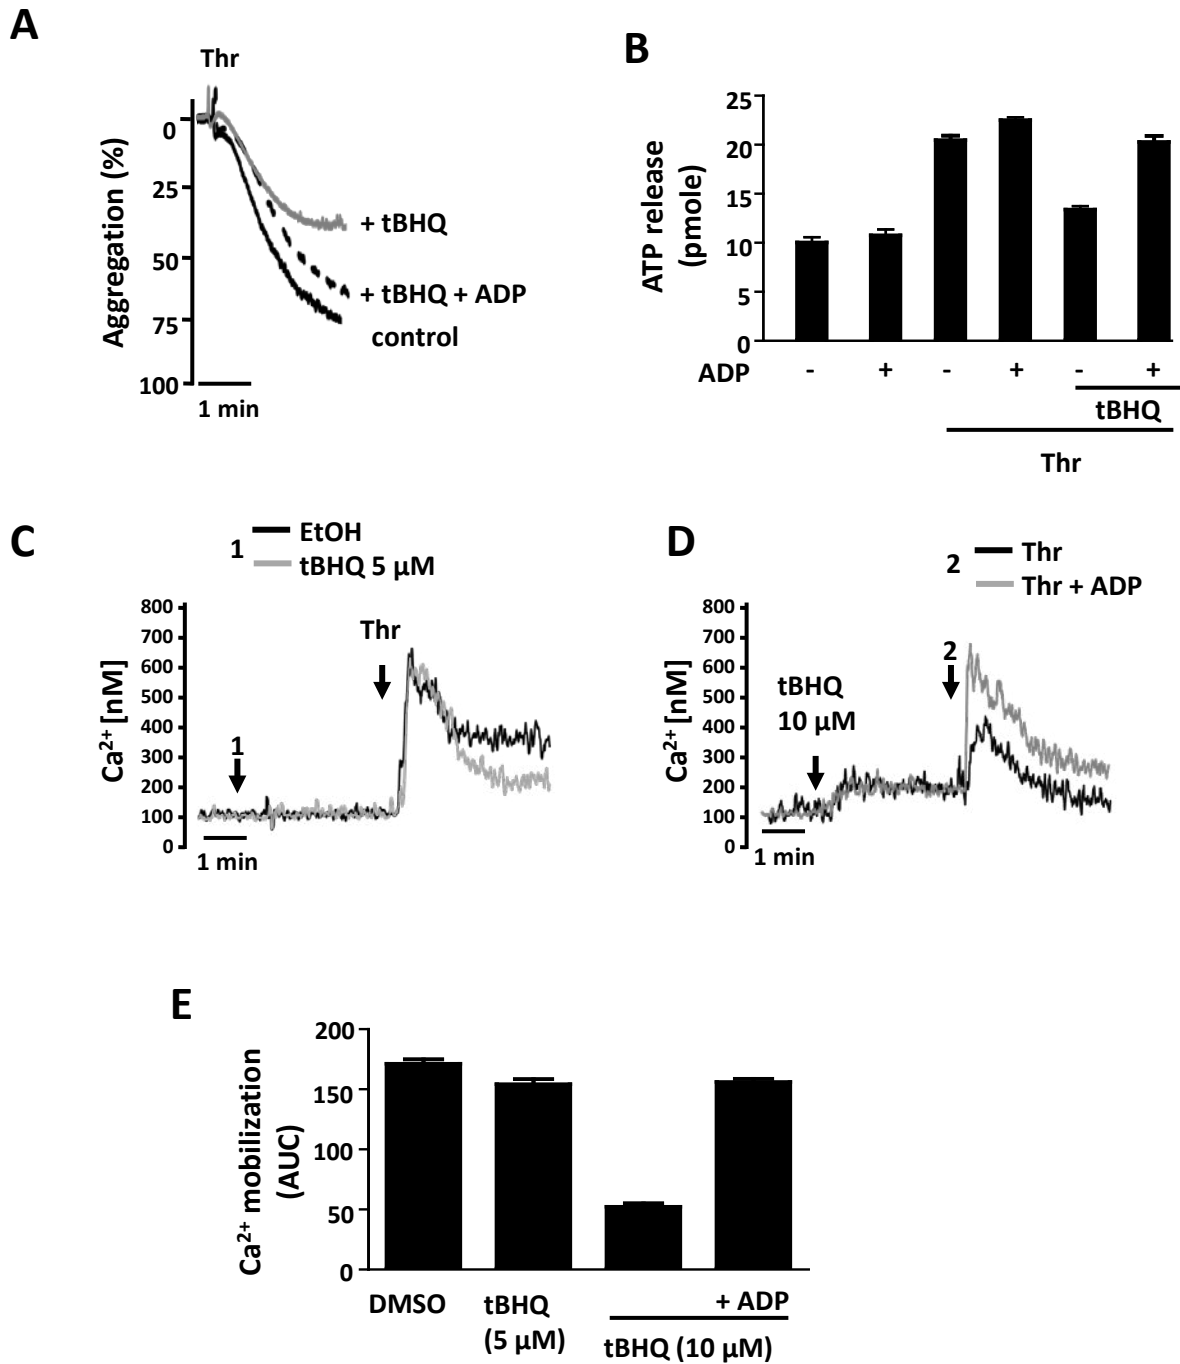 A
Thr
Aggregation (%)
0
25
50
75
100
+ tBHQ
+ tBHQ + ADP
control
1 min
B
ATP release
(pmole)
25
20
15
10
5
0
ADP - + - + - +
tBHQ
Thr
C
1
EtOH
tBHQ 5 µM
Ca²⁺ [nM]
800
700
600
500
400
300
200
100
0
Thr
1
1 min
D
2
Thr
Thr + ADP
Ca²⁺ [nM]
800
700
600
500
400
300
200
100
0
tBHQ
10 µM
2
1 min
E
Ca²⁺ mobilization
(AUC)
200
150
100
50
0
DMSO
tBHQ
(5 µM)
+ ADP
tBHQ (10 µM)